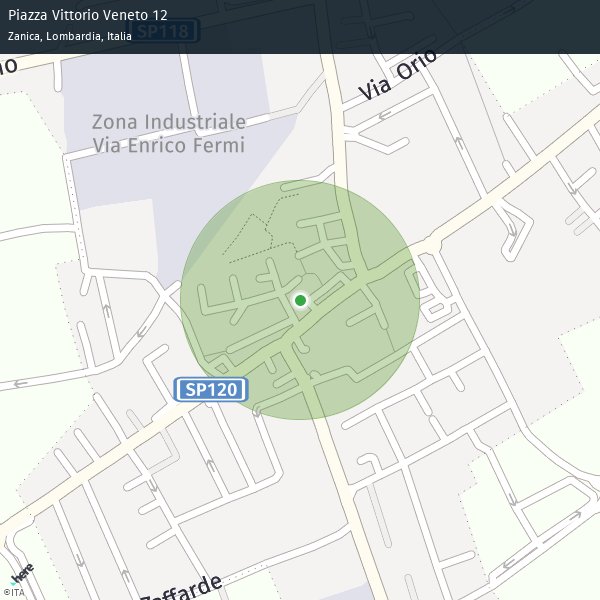 Piazza Vittorio Veneto 12
Zanica, Lombardia, Italia
SP118
Via Orio
Zona Industriale
Via Enrico Fermi
SP120
Zaffarde
here
©ITA